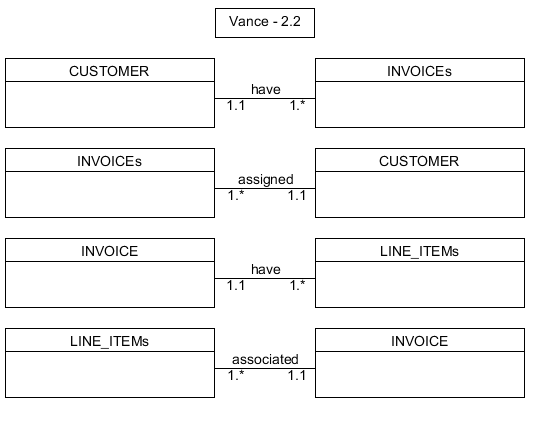 Vance - 2.2
CUSTOMER
have
1.1 1.*
INVOICEs
INVOICEs
assigned
1.* 1.1
CUSTOMER
INVOICE
have
1.1 1.*
LINE_ITEMs
LINE_ITEMs
associated
1.* 1.1
INVOICE